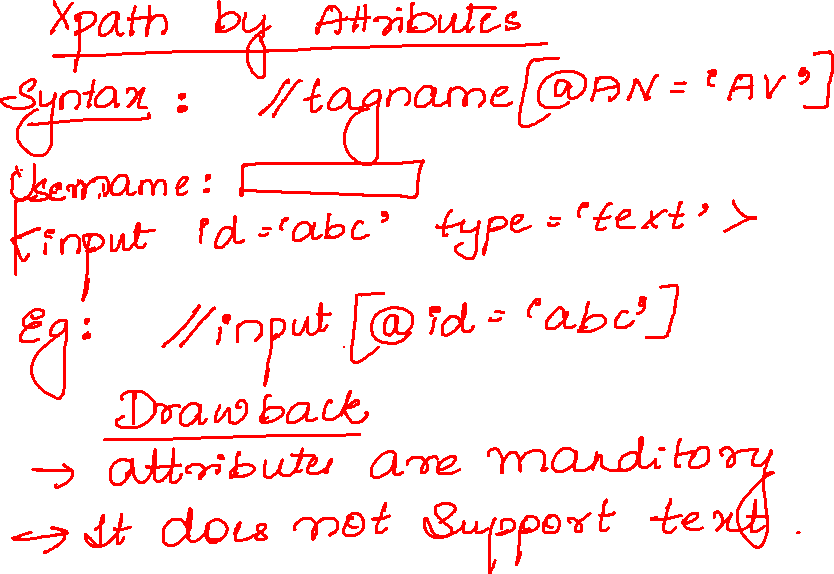 Xpath by Attributes
Syntax : //tagname[@AN = 'AV']
Username :
<input id = 'abc' type = 'text' >
Eg : //input [@id = 'abc']
Drawback
→ attributes are manditory
→ It does not Support text.